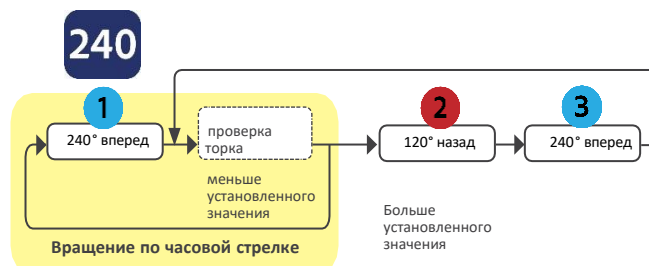 240
1
2
3
240° вперед
проверка
торка
120° назад
240° вперед
меньше
установленного
значения
Больше
установленного
значения
Вращение по часовой стрелке